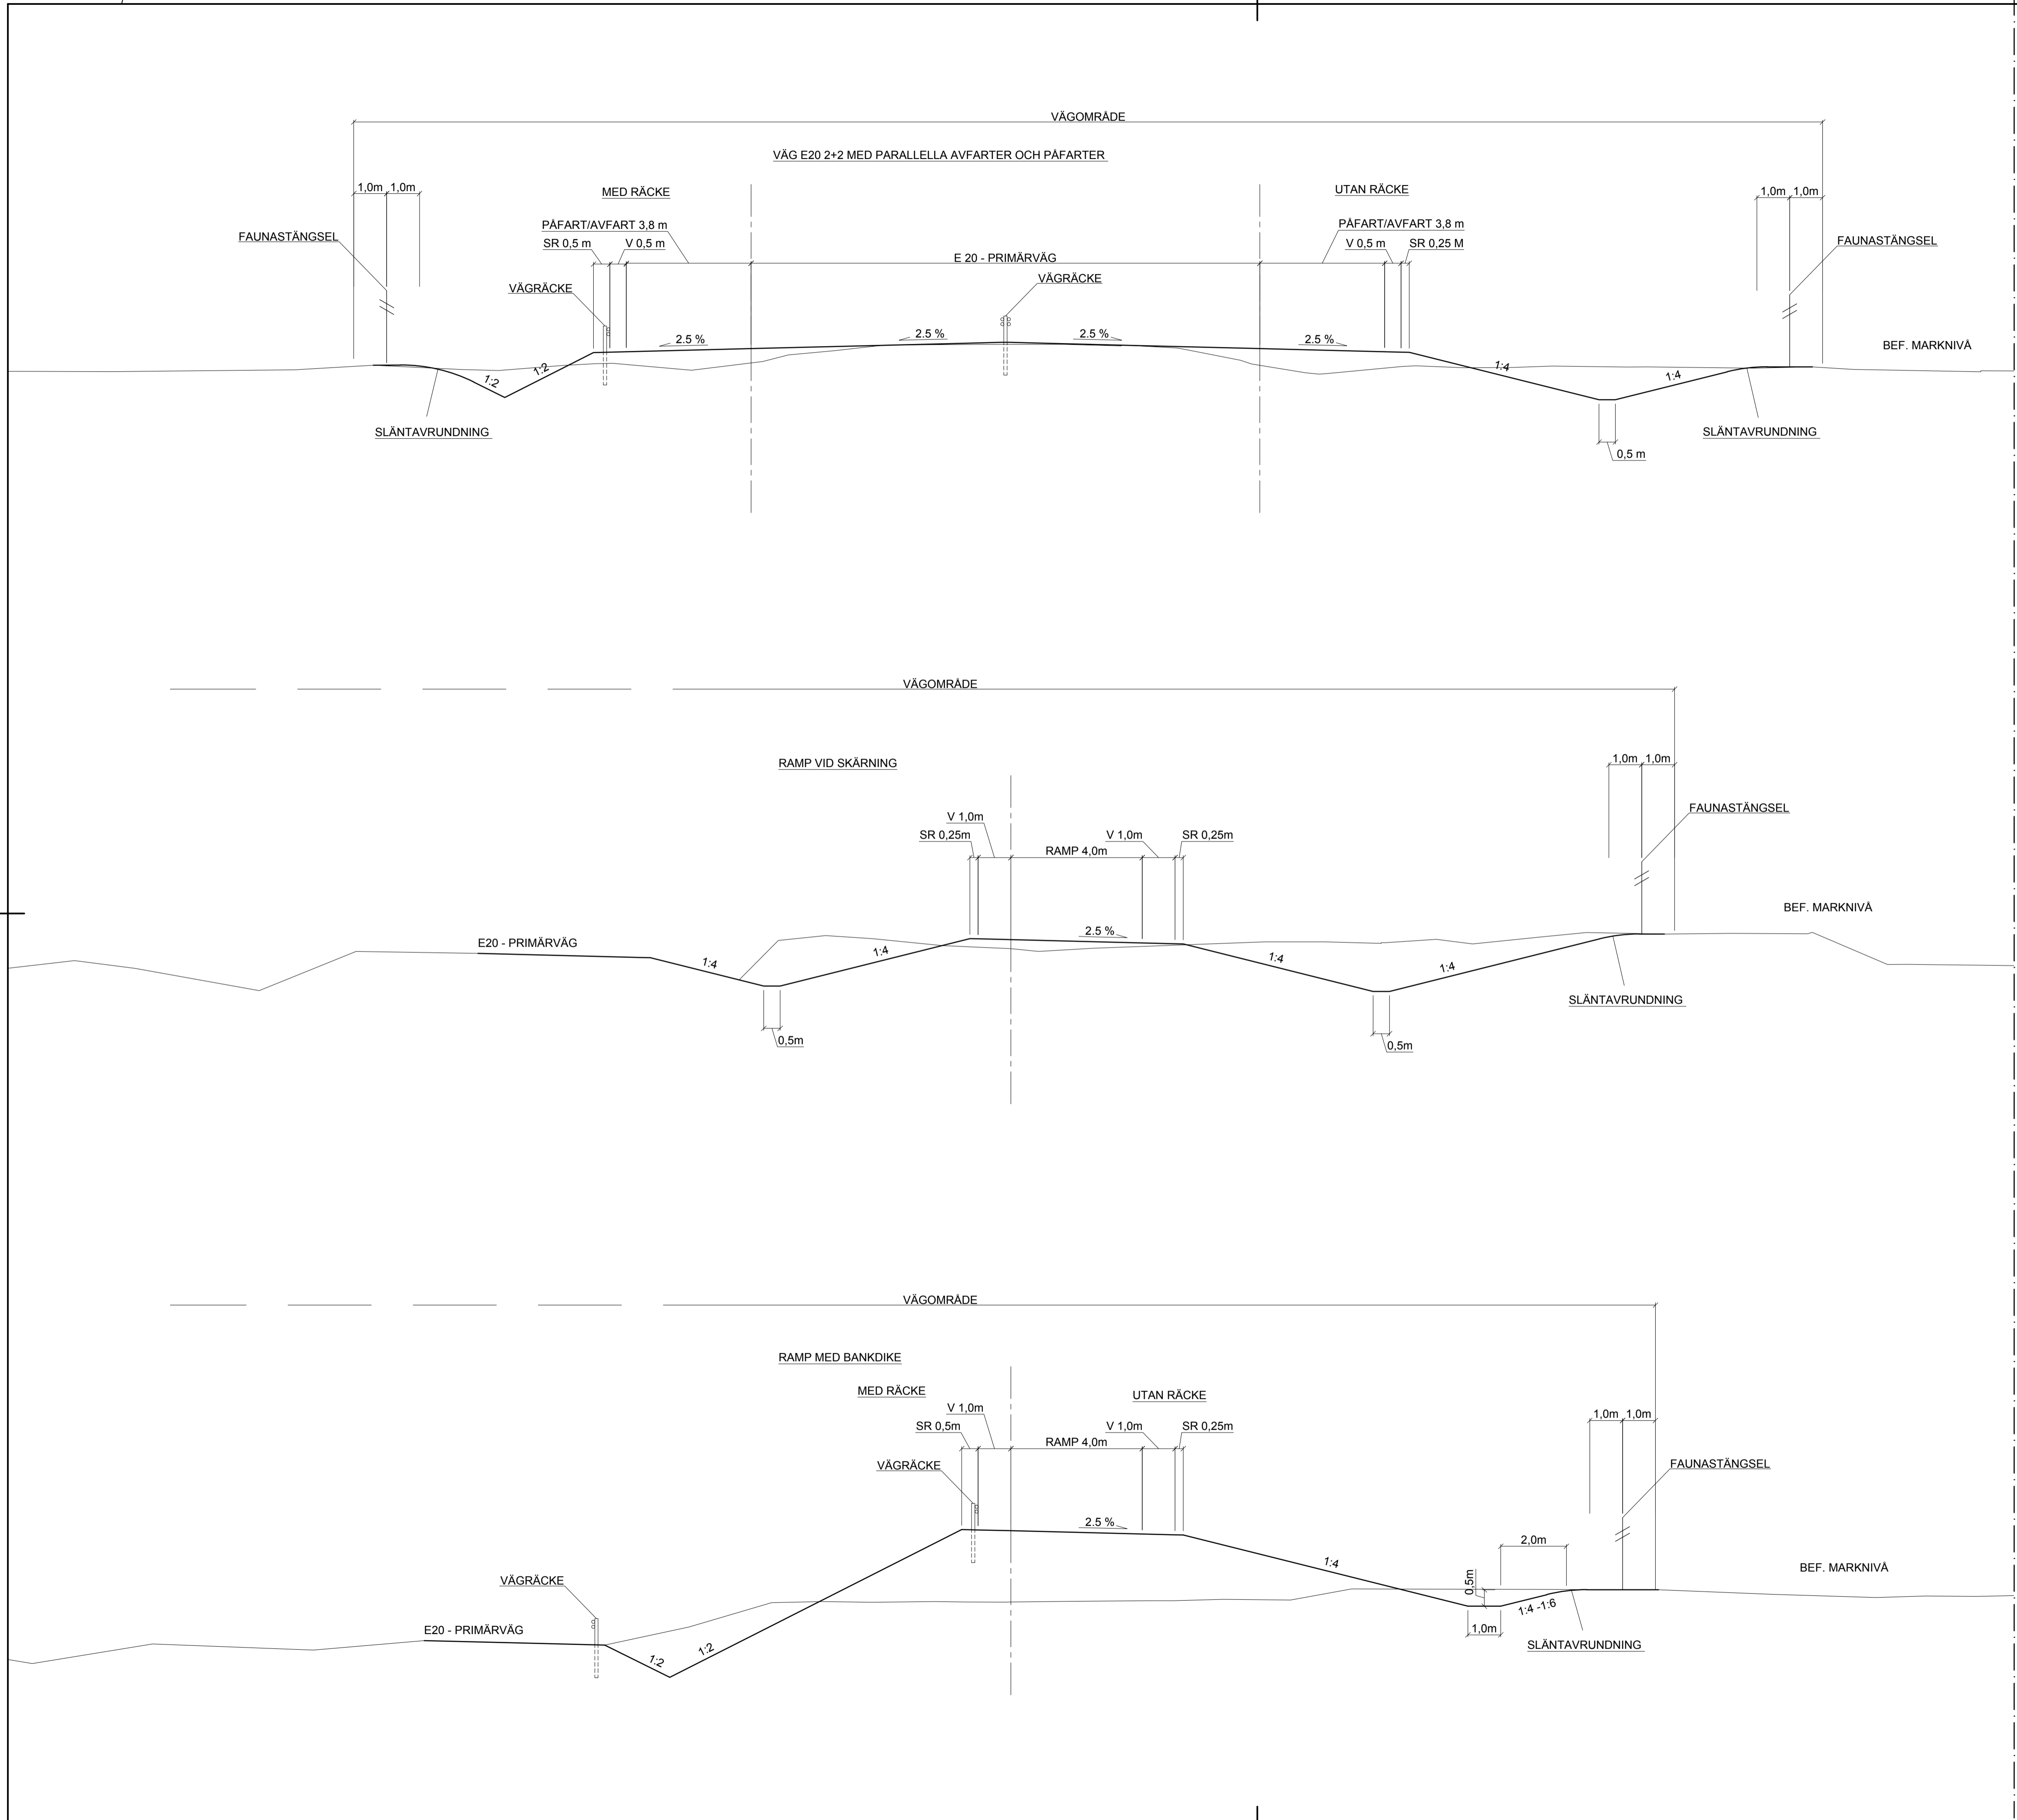 VÄGOMRÅDE
VÄG E20 2+2 MED PARALLELLA AVFARTER OCH PÅFARTER
1,0m 1,0m
MED RÄCKE
UTAN RÄCKE
1,0m 1,0m
PÅFART/AVFART 3,8 m
PÅFART/AVFART 3,8 m
FAUNASTÄNGSEL
SR 0,5 m
V 0,5 m
V 0,5 m
SR 0,25 M
FAUNASTÄNGSEL
E 20 - PRIMÄRVÄG
VÄGRÄCKE
VÄGRÄCKE
2.5 %
2.5 %
2.5 %
2.5 %
BEF. MARKNIVÅ
1:2
1:2
1:4
1:4
SLÄNTAVRUNDNING
SLÄNTAVRUNDNING
0,5 m
VÄGOMRÅDE
RAMP VID SKÄRNING
1,0m 1,0m
FAUNASTÄNGSEL
V 1,0m
SR 0,25m
V 1,0m
SR 0,25m
RAMP 4,0m
BEF. MARKNIVÅ
E20 - PRIMÄRVÄG
2.5 %
1:4
1:4
1:4
1:4
SLÄNTAVRUNDNING
0,5m
0,5m
VÄGOMRÅDE
RAMP MED BANKDIKE
MED RÄCKE
UTAN RÄCKE
V 1,0m
1,0m 1,0m
SR 0,5m
V 1,0m
SR 0,25m
RAMP 4,0m
VÄGRÄCKE
FAUNASTÄNGSEL
2.5 %
2,0m
1:4
BEF. MARKNIVÅ
VÄGRÄCKE
0,5m
1:4 -1:6
E20 - PRIMÄRVÄG
1,0m
SLÄNTAVRUNDNING
1:2
1:2